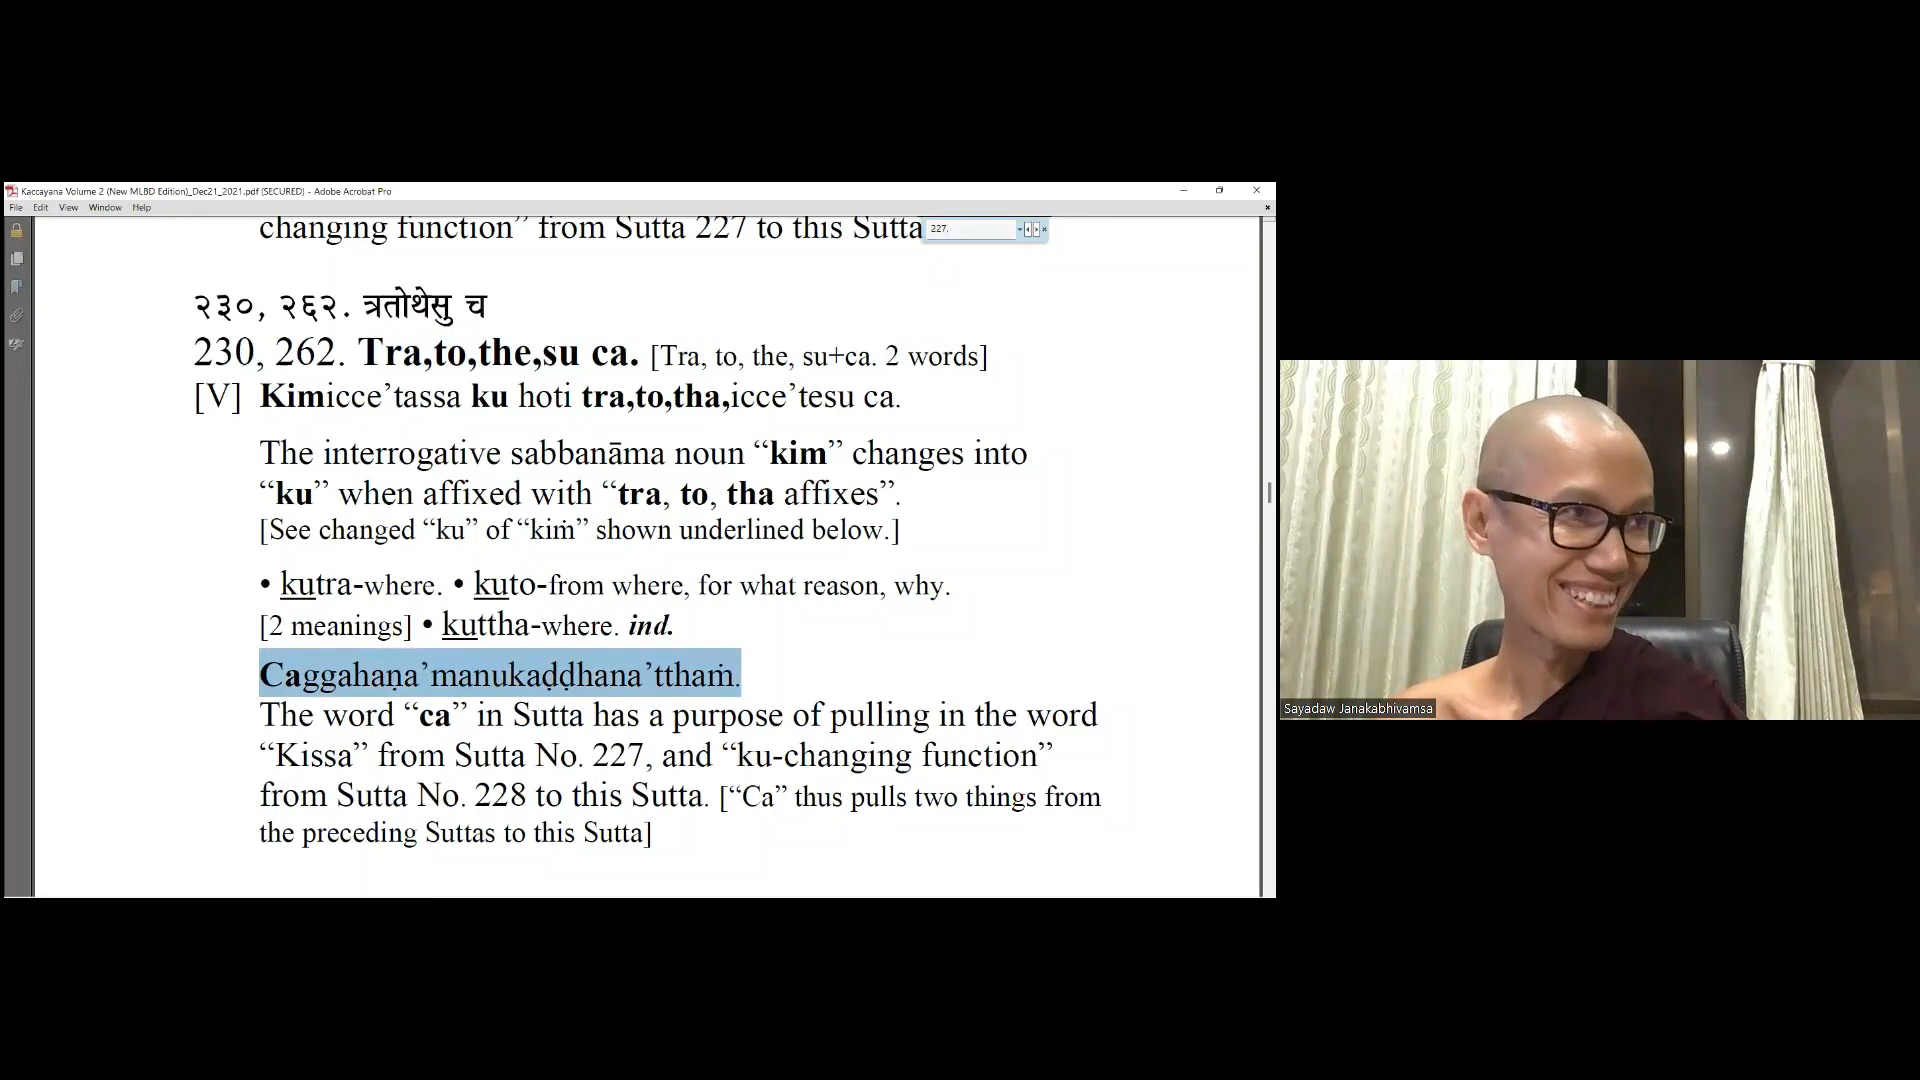 Kaccayana Volume 2 (New MLBD Edition)_Dec21_2021.pdf (SECURED) - Adobe Acrobat Pro
File Edit View Window Help
changing function” from Sutta 227 to this Sutta
227.
२३०, २६२. त्रतोथेसु च
230, 262. Tra,to,the,su ca. [Tra, to, the, su+ca. 2 words]
[V] Kimicce’tassa ku hoti tra,to,tha,icce’tesu ca.
The interrogative sabbanāma noun “kim” changes into
“ku” when affixed with “tra, to, tha affixes”.
[See changed “ku” of “kiṁ” shown underlined below.]
• kutra-where. • kuto-from where, for what reason, why.
[2 meanings] • kuttha-where. ind.
Caggahaṇa’manukaḍḍhana’tthaṁ.
The word “ca” in Sutta has a purpose of pulling in the word
“Kissa” from Sutta No. 227, and “ku-changing function”
from Sutta No. 228 to this Sutta. [“Ca” thus pulls two things from
the preceding Suttas to this Sutta]
Sayadaw Janakabhivamsa